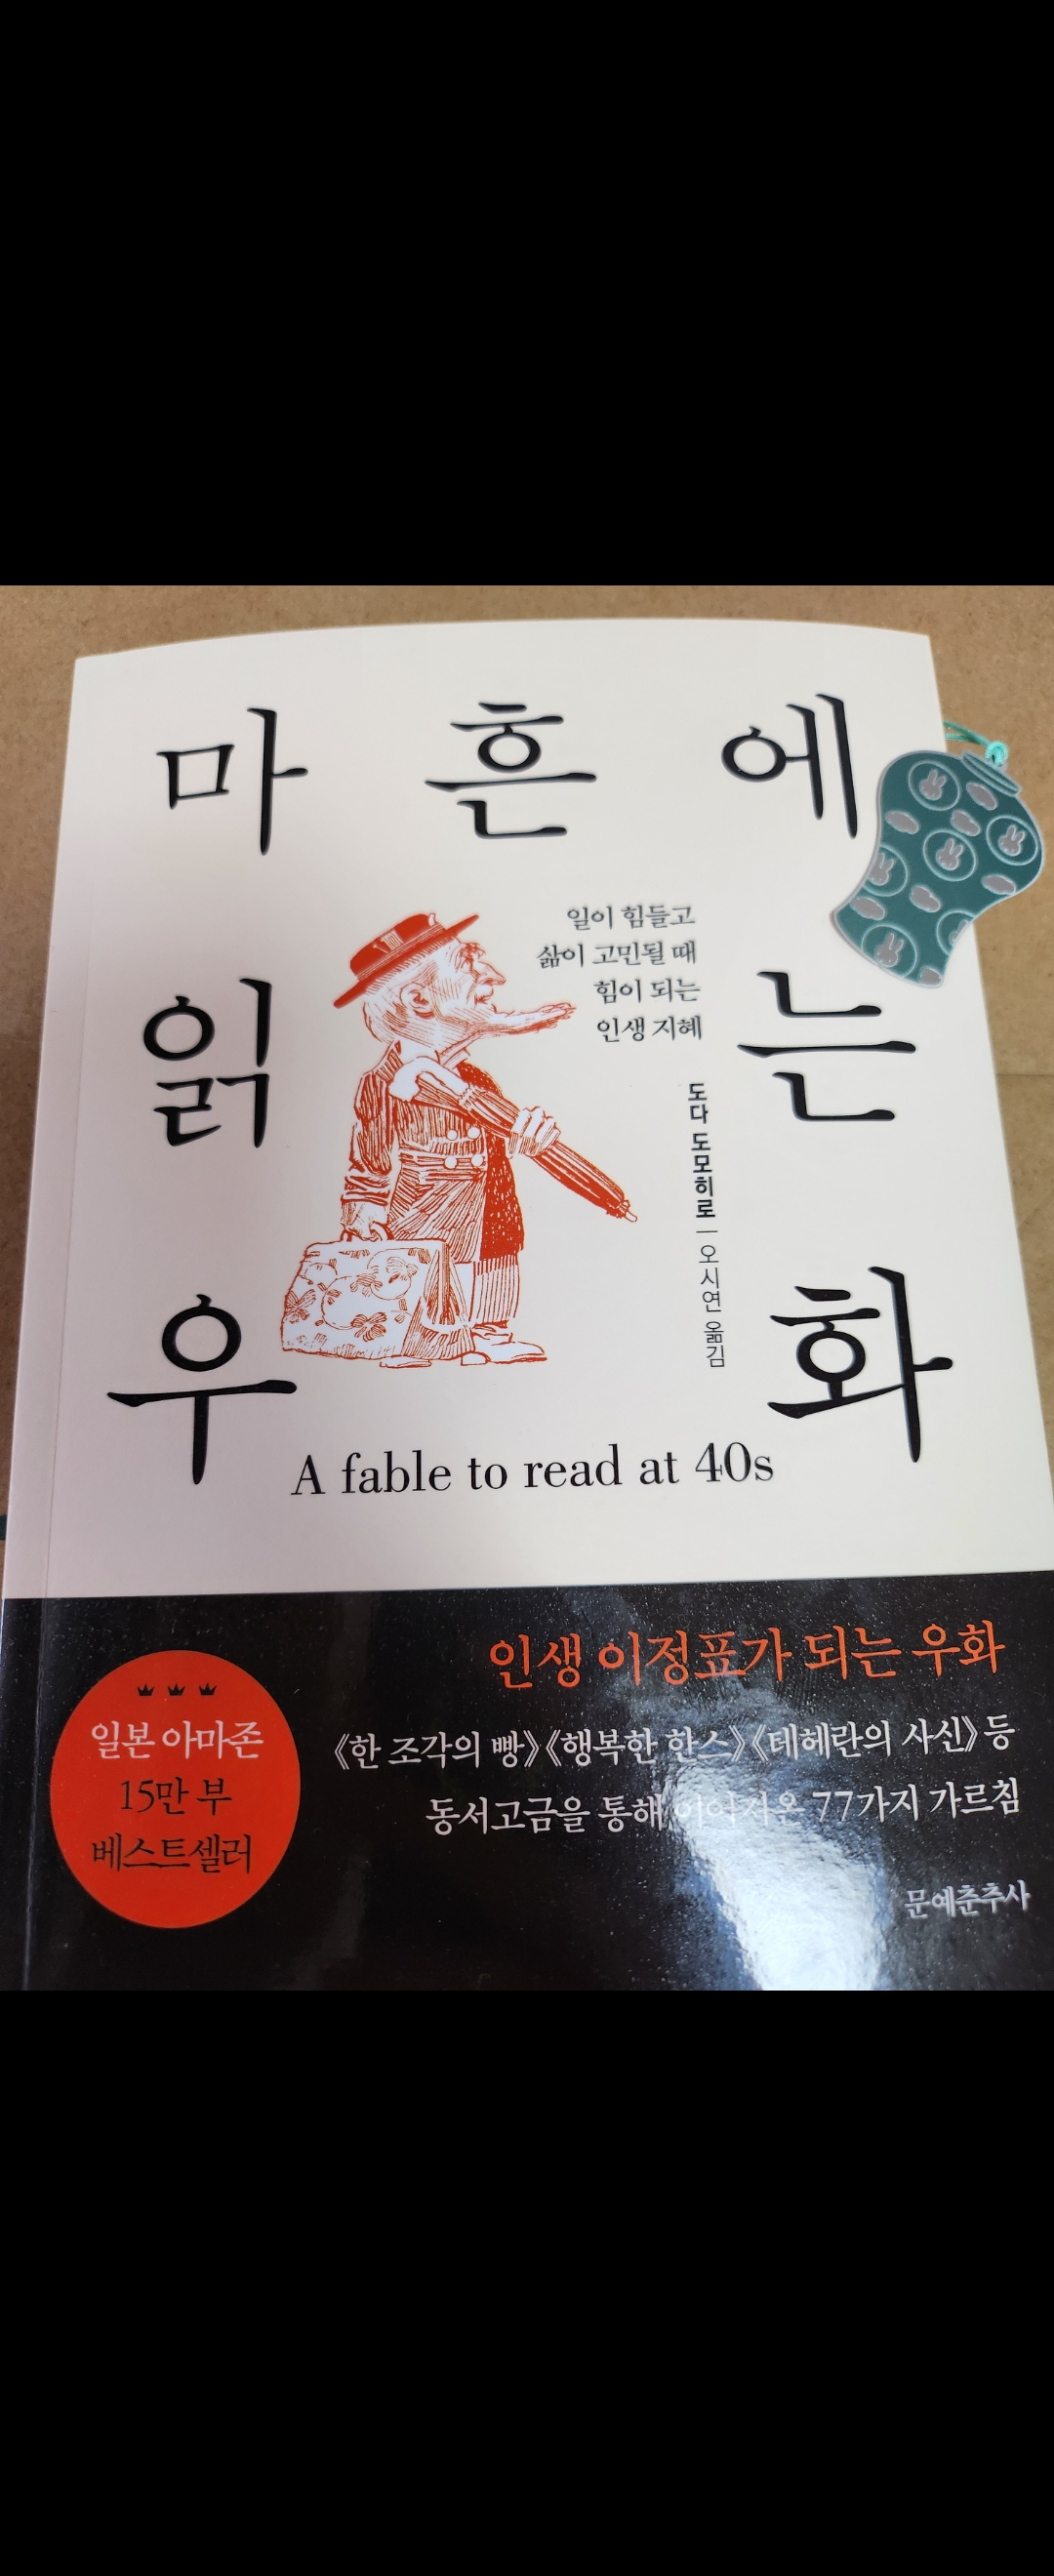 마흔에
읽는
우화
일이 힘들고
삶이 고민될 때
힘이 되는
인생 지혜
도다 도모히로 | 오시연 옮김
A fable to read at 40s
인생 이정표가 되는 우화
《한 조각의 빵》《행복한 한스》《테헤란의 사신》 등
동서고금을 통해 이어져온 77가지 가르침
일본 아마존
15만 부
베스트셀러
문예춘추사